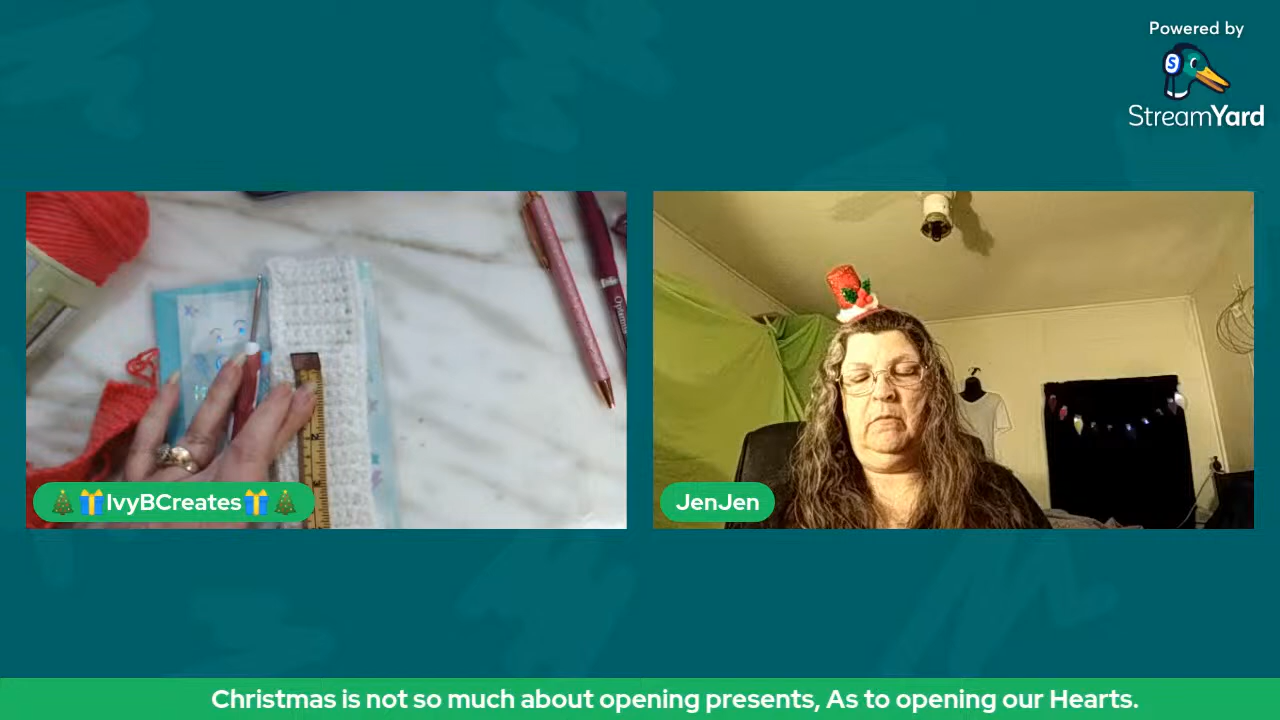 Powered by
S
StreamYard
🎄🎁IvyBCreates🎁🎄
JenJen
Christmas is not so much about opening presents, As to opening our Hearts.